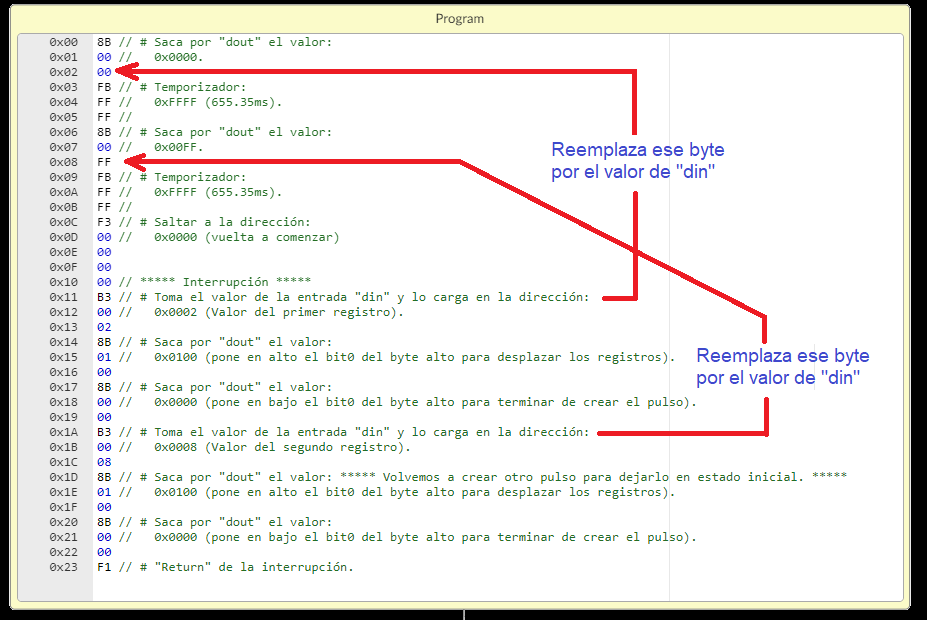 Program
0x00 8B // # Saca por "dout" el valor:
0x01 00 //   0x0000.
0x02 00
0x03 FB // # Temporizador:
0x04 FF //   0xFFFF (655.35ms).
0x05 FF //
0x06 8B // # Saca por "dout" el valor:
0x07 00 //   0x00FF.
0x08 FF
0x09 FB // # Temporizador:
0x0A FF //   0xFFFF (655.35ms).
0x0B FF //
0x0C F3 // # Saltar a la dirección:
0x0D 00 //   0x0000 (vuelta a comenzar)
0x0E 00
0x0F 00
0x10 00 // ***** Interrupción *****
0x11 B3 // # Toma el valor de la entrada "din" y lo carga en la dirección:
0x12 00 //   0x0002 (Valor del primer registro).
0x13 02
0x14 8B // # Saca por "dout" el valor:
0x15 01 //   0x0100 (pone en alto el bit0 del byte alto para desplazar los registros).
0x16 00
0x17 8B // # Saca por "dout" el valor:
0x18 00 //   0x0000 (pone en bajo el bit0 del byte alto para terminar de crear el pulso).
0x19 00
0x1A B3 // # Toma el valor de la entrada "din" y lo carga en la dirección:
0x1B 00 //   0x0008 (Valor del segundo registro).
0x1C 08
0x1D 8B // # Saca por "dout" el valor: ***** Volvemos a crear otro pulso para dejarlo en estado inicial. *****
0x1E 01 //   0x0100 (pone en alto el bit0 del byte alto para desplazar los registros).
0x1F 00
0x20 8B // # Saca por "dout" el valor:
0x21 00 //   0x0000 (pone en bajo el bit0 del byte alto para terminar de crear el pulso).
0x22 00
0x23 F1 // # "Return" de la interrupción.
Reemplaza ese byte
por el valor de "din"
Reemplaza ese byte
por el valor de "din"